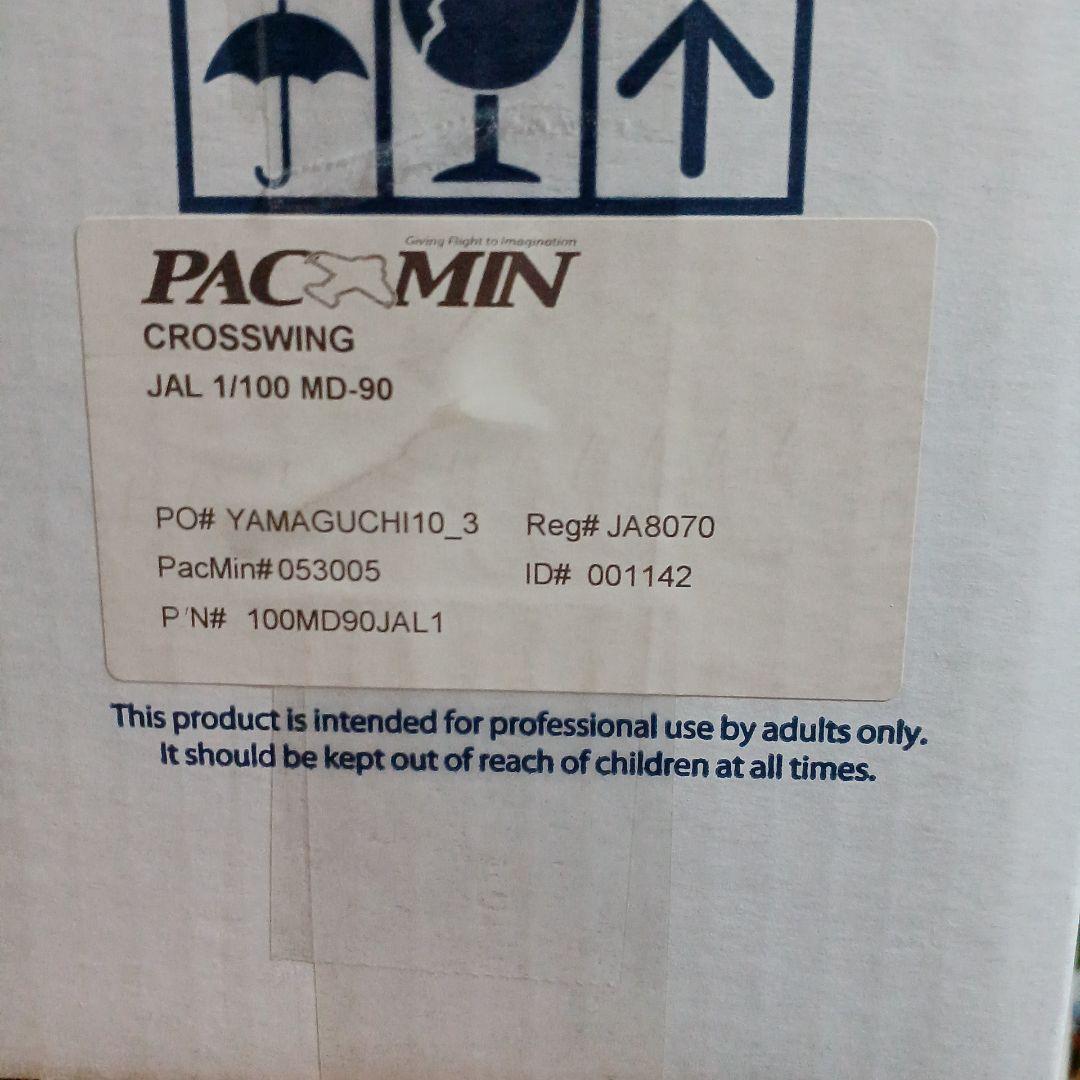 Giving Flight to Imagination
PACMIN
CROSSWING
JAL 1/100 MD-90
PO# YAMAGUCHI10_3 Reg# JA8070
PacMin# 053005 ID# 001142
P/N# 100MD90JAL1
This product is intended for professional use by adults only.
It should be kept out of reach of children at all times.